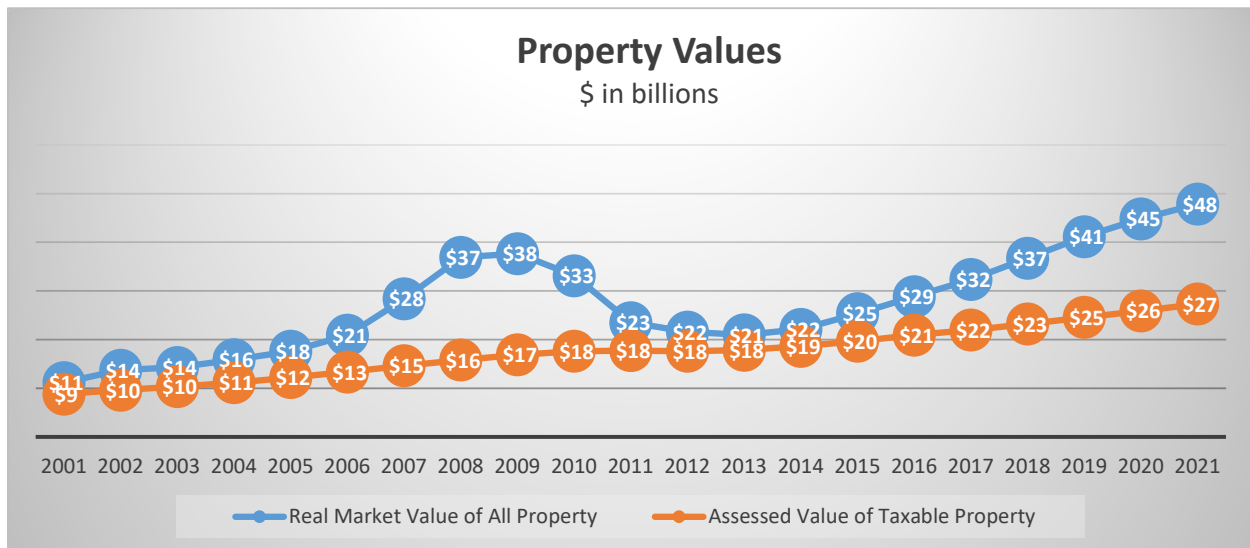 Property Values
$ in billions
$11 $14 $14 $16 $18 $21 $28 $37 $38 $33 $23 $22 $21 $22 $25 $29 $32 $37 $41 $45 $48
$9 $10 $10 $11 $12 $13 $15 $16 $17 $18 $18 $18 $18 $19 $20 $21 $22 $23 $25 $26 $27
2001 2002 2003 2004 2005 2006 2007 2008 2009 2010 2011 2012 2013 2014 2015 2016 2017 2018 2019 2020 2021
Real Market Value of All Property Assessed Value of Taxable Property